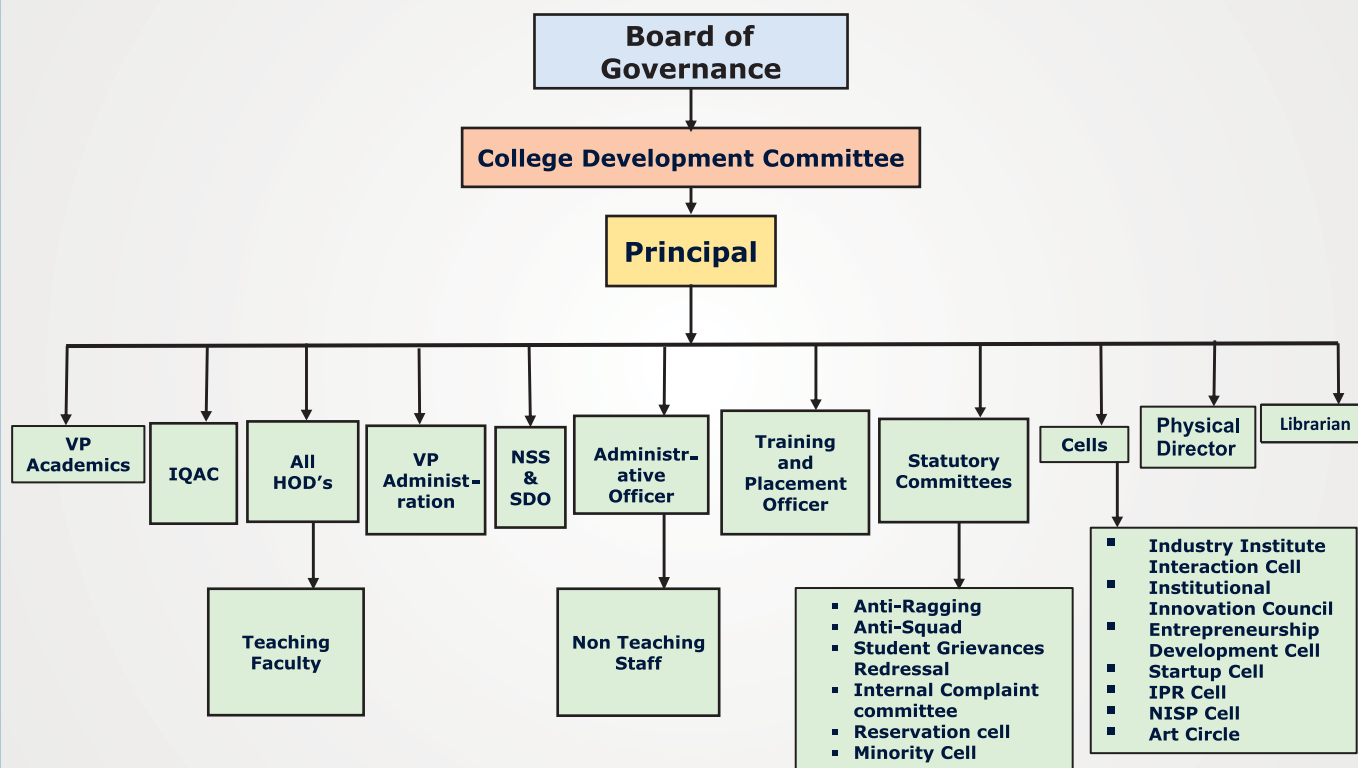 Board of
Governance
College Development Committee
Principal
VP
Academics
IQAC
All
HOD's
VP
Administ-
ration
NSS
&
SDO
Administr-
ative
Officer
Training
and
Placement
Officer
Statutory
Committees
Cells
Physical
Director
Librarian
Teaching
Faculty
Non Teaching
Staff
▪ Anti-Ragging
▪ Anti-Squad
▪ Student Grievances
Redressal
▪ Internal Complaint
committee
▪ Reservation cell
▪ Minority Cell
▪ Industry Institute
Interaction Cell
▪ Institutional
Innovation Council
▪ Entrepreneurship
Development Cell
▪ Startup Cell
▪ IPR Cell
▪ NISP Cell
▪ Art Circle